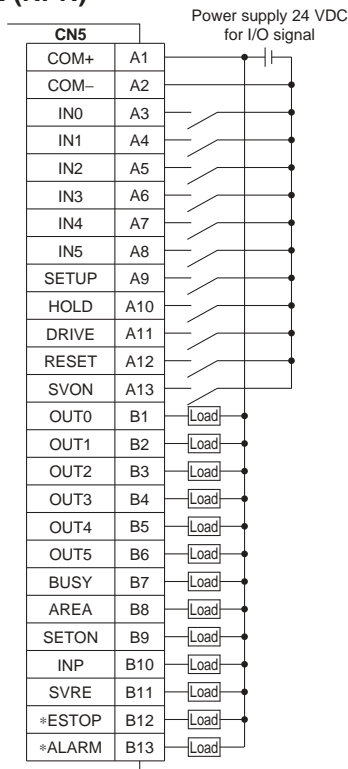 Power supply 24 VDC
for I/O signal
CN5
COM+ A1
COM− A2
IN0 A3
IN1 A4
IN2 A5
IN3 A6
IN4 A7
IN5 A8
SETUP A9
HOLD A10
DRIVE A11
RESET A12
SVON A13
OUT0 B1 Load
OUT1 B2 Load
OUT2 B3 Load
OUT3 B4 Load
OUT4 B5 Load
OUT5 B6 Load
BUSY B7 Load
AREA B8 Load
SETON B9 Load
INP B10 Load
SVRE B11 Load
∗ESTOP B12 Load
∗ALARM B13 Load